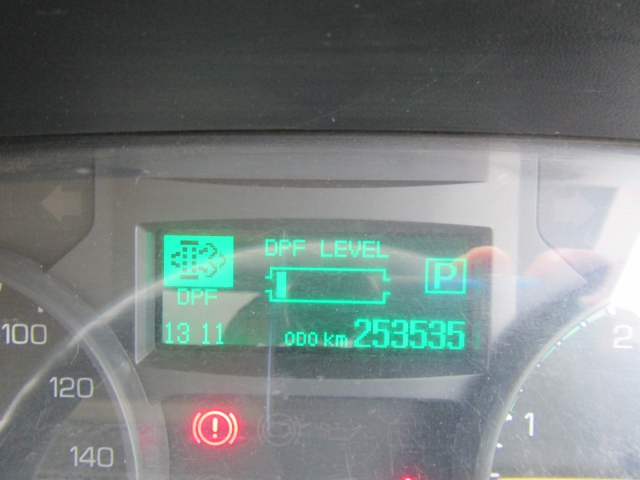 DPF LEVEL
P
DPF
13 11 ODO km 253535
100
120
140
1
2